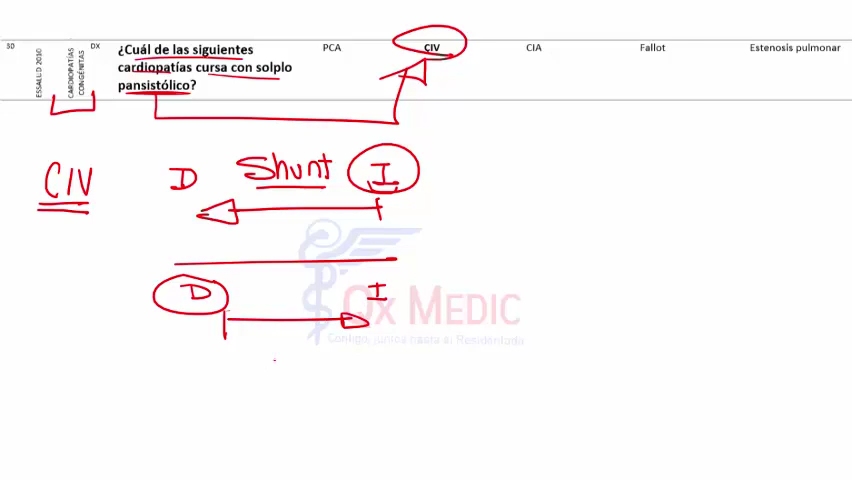 30
ESSALUD 2010
CARDIOPATÍAS
CONGÉNITAS
DX
¿Cuál de las siguientes
cardiopatías cursa con solplo
pansistólico?
PCA
CIV
CIA
Fallot
Estenosis pulmonar
CIV D Shunt I
D I
QX MEDIC
Contigo, juntos hasta el Residentado